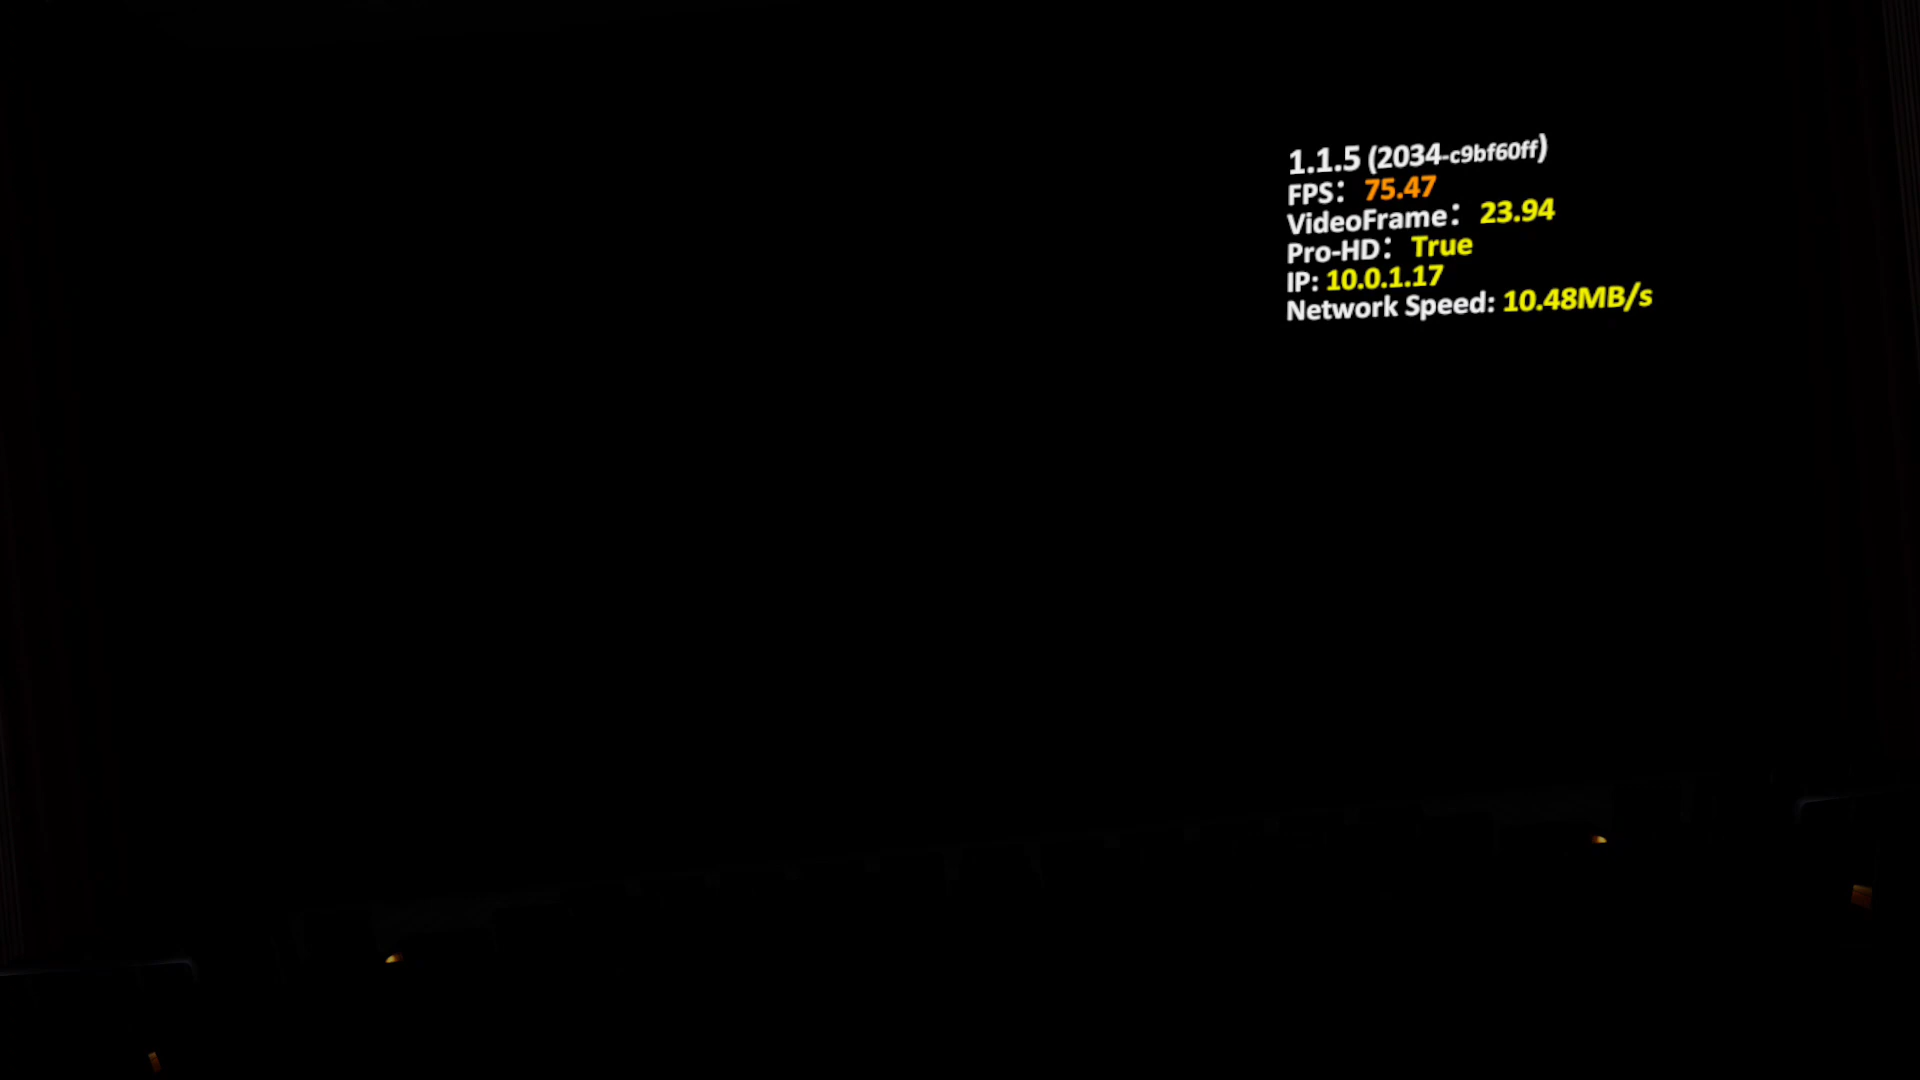 1.1.5 (2034-c9bf60ff)
FPS： 75.47
VideoFrame： 23.94
Pro-HD： True
IP: 10.0.1.17
Network Speed: 10.48MB/s